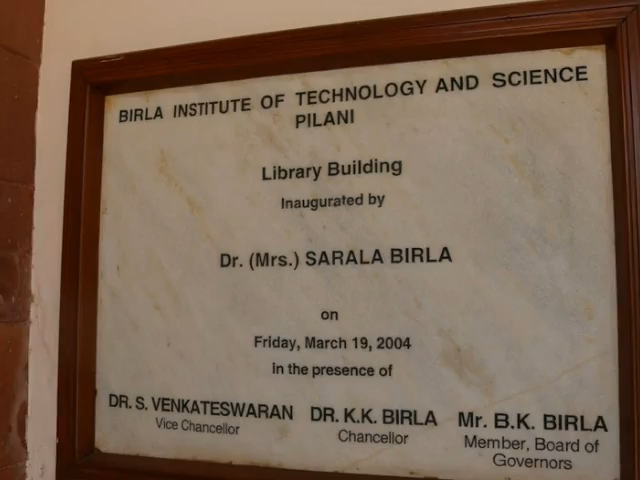 BIRLA INSTITUTE OF TECHNOLOGY AND SCIENCE
PILANI
Library Building
Inaugurated by
Dr. (Mrs.) SARALA BIRLA
on
Friday, March 19, 2004
in the presence of
DR. S. VENKATESWARAN DR. K.K. BIRLA Mr. B.K. BIRLA
Vice Chancellor Chancellor Member, Board of
Governors